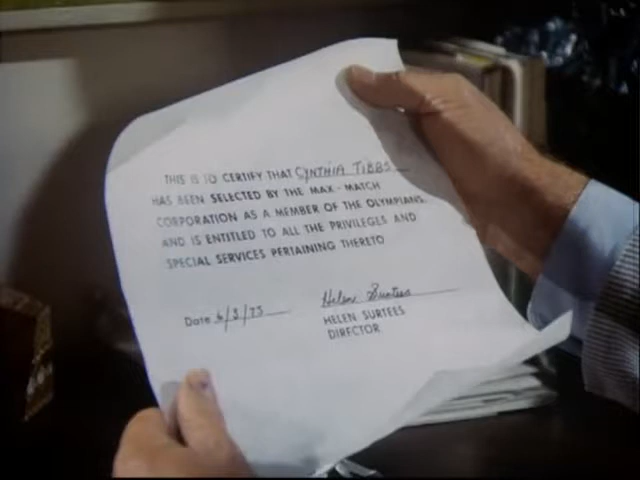 THIS IS TO CERTIFY THAT CYNTHIA TIBBS
HAS BEEN SELECTED BY THE MAX-MATCH
CORPORATION AS A MEMBER OF THE OLYMPIANS
AND IS ENTITLED TO ALL THE PRIVILEGES AND
SPECIAL SERVICES PERTAINING THERETO
Date 6/3/73 Helen Surtees
HELEN SURTEES
DIRECTOR